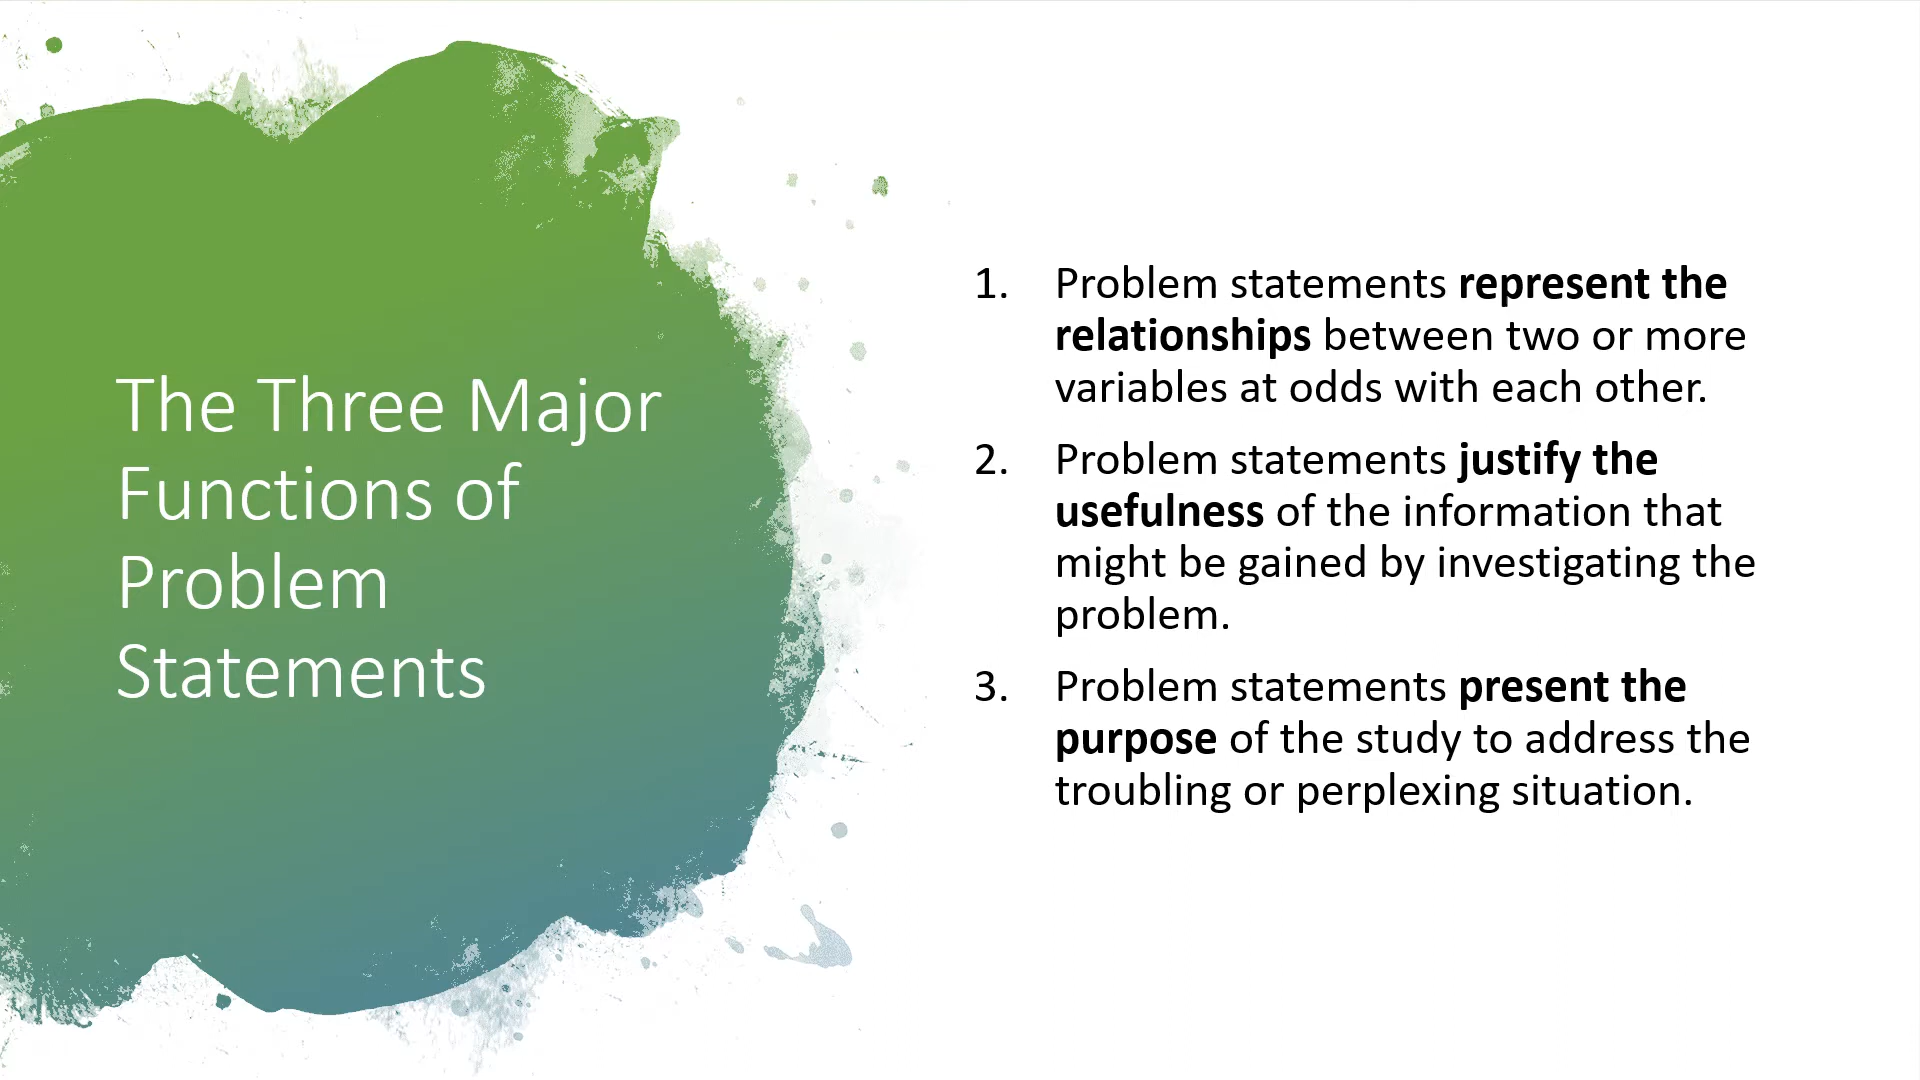 The Three Major
Functions of
Problem
Statements
1. Problem statements represent the
relationships between two or more
variables at odds with each other.
2. Problem statements justify the
usefulness of the information that
might be gained by investigating the
problem.
3. Problem statements present the
purpose of the study to address the
troubling or perplexing situation.